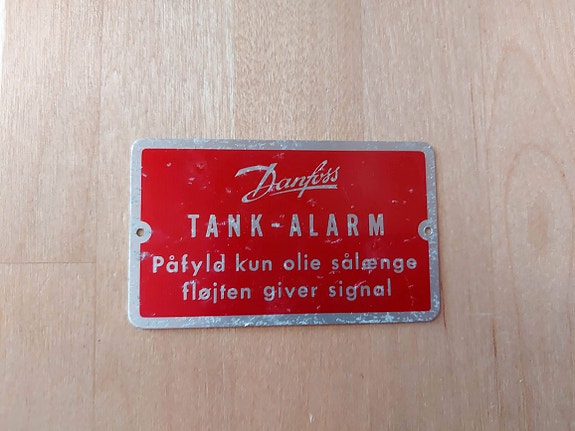 Danfoss
TANK-ALARM
Påfyld kun olie sålænge
fløjten giver signal